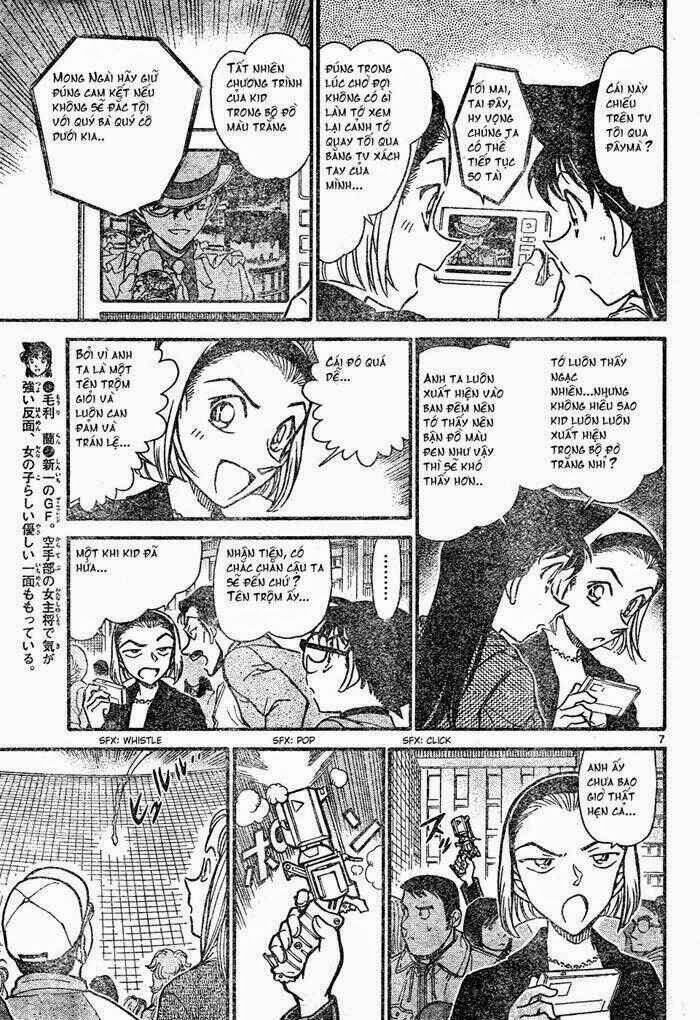 CÁI NÀY
CHIẾU
TRÊN TV
TỐI QUA
ĐÂYMÀ?
TỐI MAI,
TẠI ĐÂY,
HY VỌNG
CHÚNG TA
CÓ THỂ
TIẾP TỤC
SO TÀI
ĐÚNG TRONG
LÚC CHỜ ĐỢI
KHÔNG CÓ GÌ
LÀM TỚ XEM
LẠI CẢNH TỚ
QUAY TỐI QUA
BẰNG TV XÁCH
TAY CỦA
MÌNH...
TẤT NHIÊN
CHƯƠNG TRÌNH
CỦA KID
TRONG BỘ ĐỒ
MÀU TRẮNG
MONG NGÀI HÃY GIỮ
ĐÚNG CAM KẾT NẾU
KHÔNG SẼ ĐẮC TỘI
VỚI QUÝ BÀ QUÝ CÔ
DƯỚI KIA..
TỚ LUÔN THẤY
NGẠC
NHIÊN...NHƯNG
KHÔNG HIỂU SAO
KID LUÔN LUÔN
XUẤT HIỆN
TRONG BỘ ĐỒ
TRẮNG NHỈ?
ANH TA LUÔN
XUẤT HIỆN VÀO
BAN ĐÊM NÊN
TỚ THẤY NÊN
BẬN ĐỒ MÀU
ĐEN NHƯ VẬY
THÌ SẼ KHÓ
THẤY HƠN..
CÁI ĐÓ QUÁ
DỄ...
BỞI VÌ ANH
TA LÀ MỘT
TÊN TRỘM
GIỎI VÀ
LUÔN CAN
ĐẢM VÀ
TRÁNG LỆ...
毛利 蘭 新一のGF。空手部の女主将で気が
強い反面、女の子らしい優しい一面ももっている。
........
NHÂN TIỆN, CÓ
CHẮC CHẮN CẬU TA
SẼ ĐẾN CHỨ?
TÊN TRỘM ẤY...
MỘT KHI KID ĐÃ
HỨA...
SFX: WHISTLE
SFX: POP
SFX: CLICK
7
ANH ẤY
CHƯA BAO
GIỜ THẤT
HẸN CẢ...